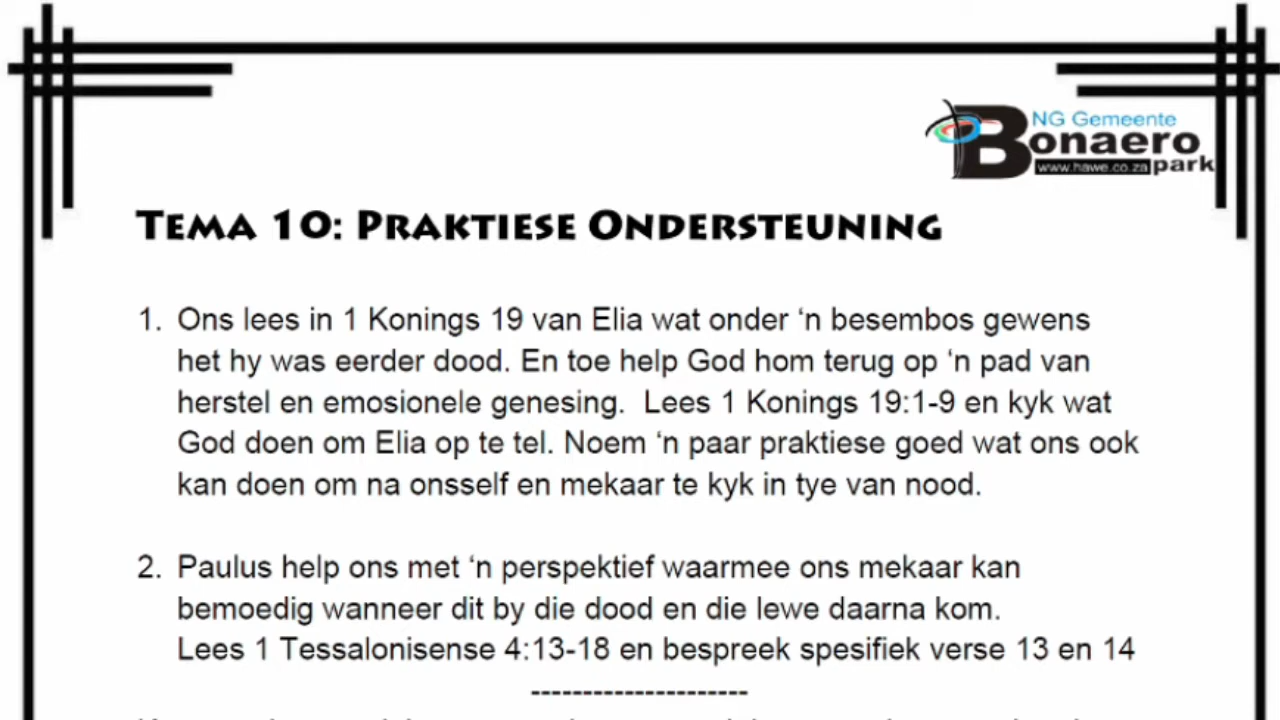 NG Gemeente
Bonaero
www.hawe.co.za park
Tema 10: Praktiese Ondersteuning
1. Ons lees in 1 Konings 19 van Elia wat onder ‘n besembos gewens
het hy was eerder dood. En toe help God hom terug op ‘n pad van
herstel en emosionele genesing. Lees 1 Konings 19:1-9 en kyk wat
God doen om Elia op te tel. Noem ‘n paar praktiese goed wat ons ook
kan doen om na onsself en mekaar te kyk in tye van nood.
2. Paulus help ons met ‘n perspektief waarmee ons mekaar kan
bemoedig wanneer dit by die dood en die lewe daarna kom.
Lees 1 Tessalonisense 4:13-18 en bespreek spesifiek verse 13 en 14
---------------------